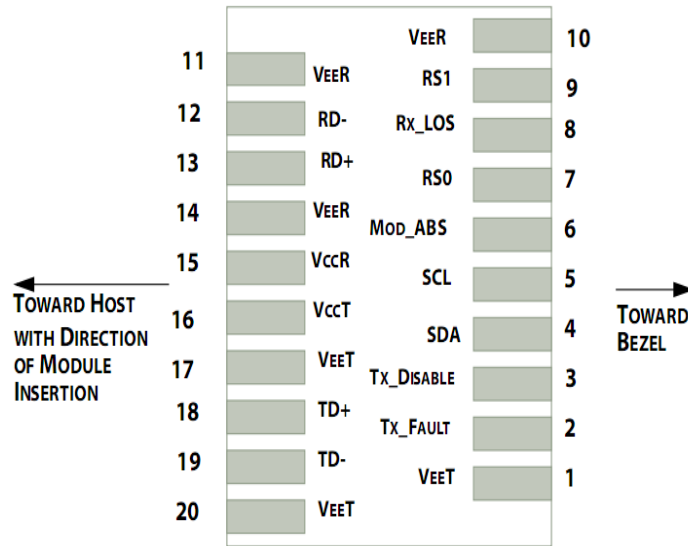 VEER 10
11 VEER
RS1 9
12 RD-
RX_LOS 8
13 RD+
RS0 7
14 VEER
MOD_ABS 6
15 VCCR
SCL 5
TOWARD HOST
WITH DIRECTION
OF MODULE
INSERTION
16 VCCT
SDA 4
TOWARD
BEZEL
17 VEET
TX_DISABLE 3
18 TD+
TX_FAULT 2
19 TD-
VEET 1
20 VEET